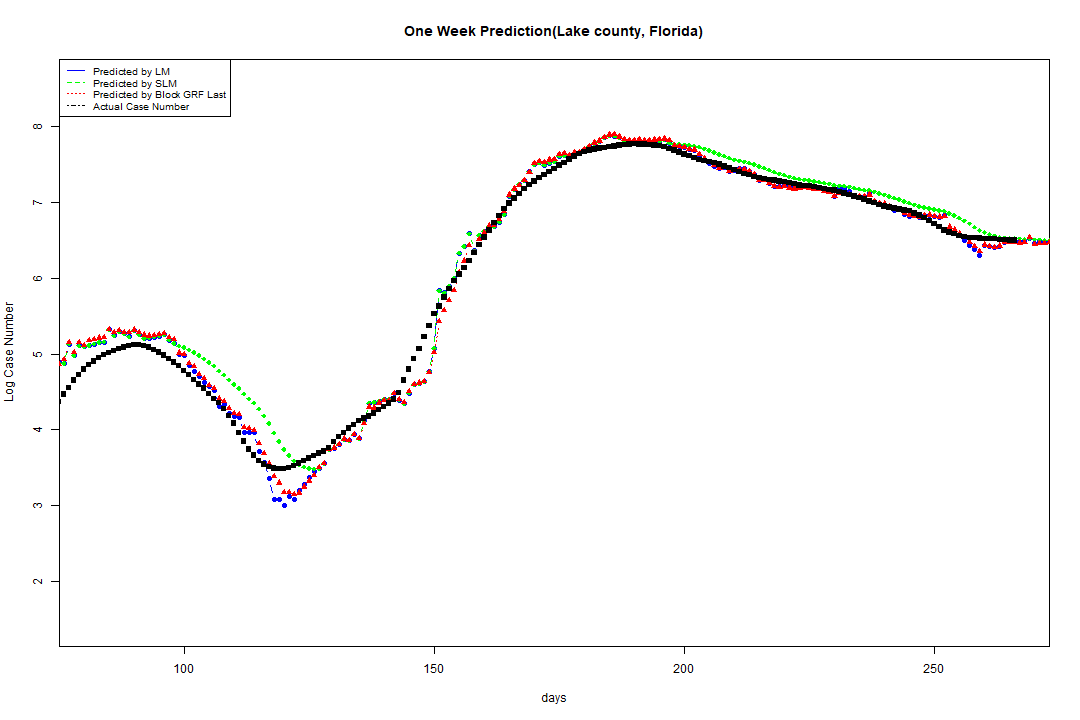 One Week Prediction(Lake county, Florida)
Predicted by LM
Predicted by SLM
Predicted by Block GRF Last
Actual Case Number
8
7
6
5
4
3
2
Log Case Number
100 150 200 250
days